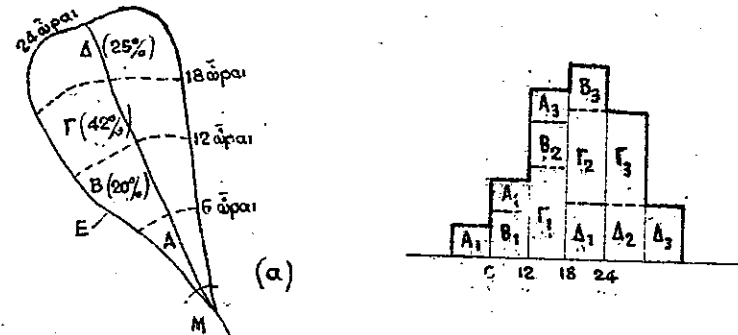 24 ὧραι
Δ (25%)
18 ὧραι
Γ (42%)
12 ὧραι
Β (20%)
6 ὧραι
Ε
Α
Μ
(α)
Β₃
Α₃
Β₂
Γ₂
Γ₃
Α₁
Γ₁
Α₁
Β₁
Δ₁
Δ₂
Δ₃
6 12 18 24